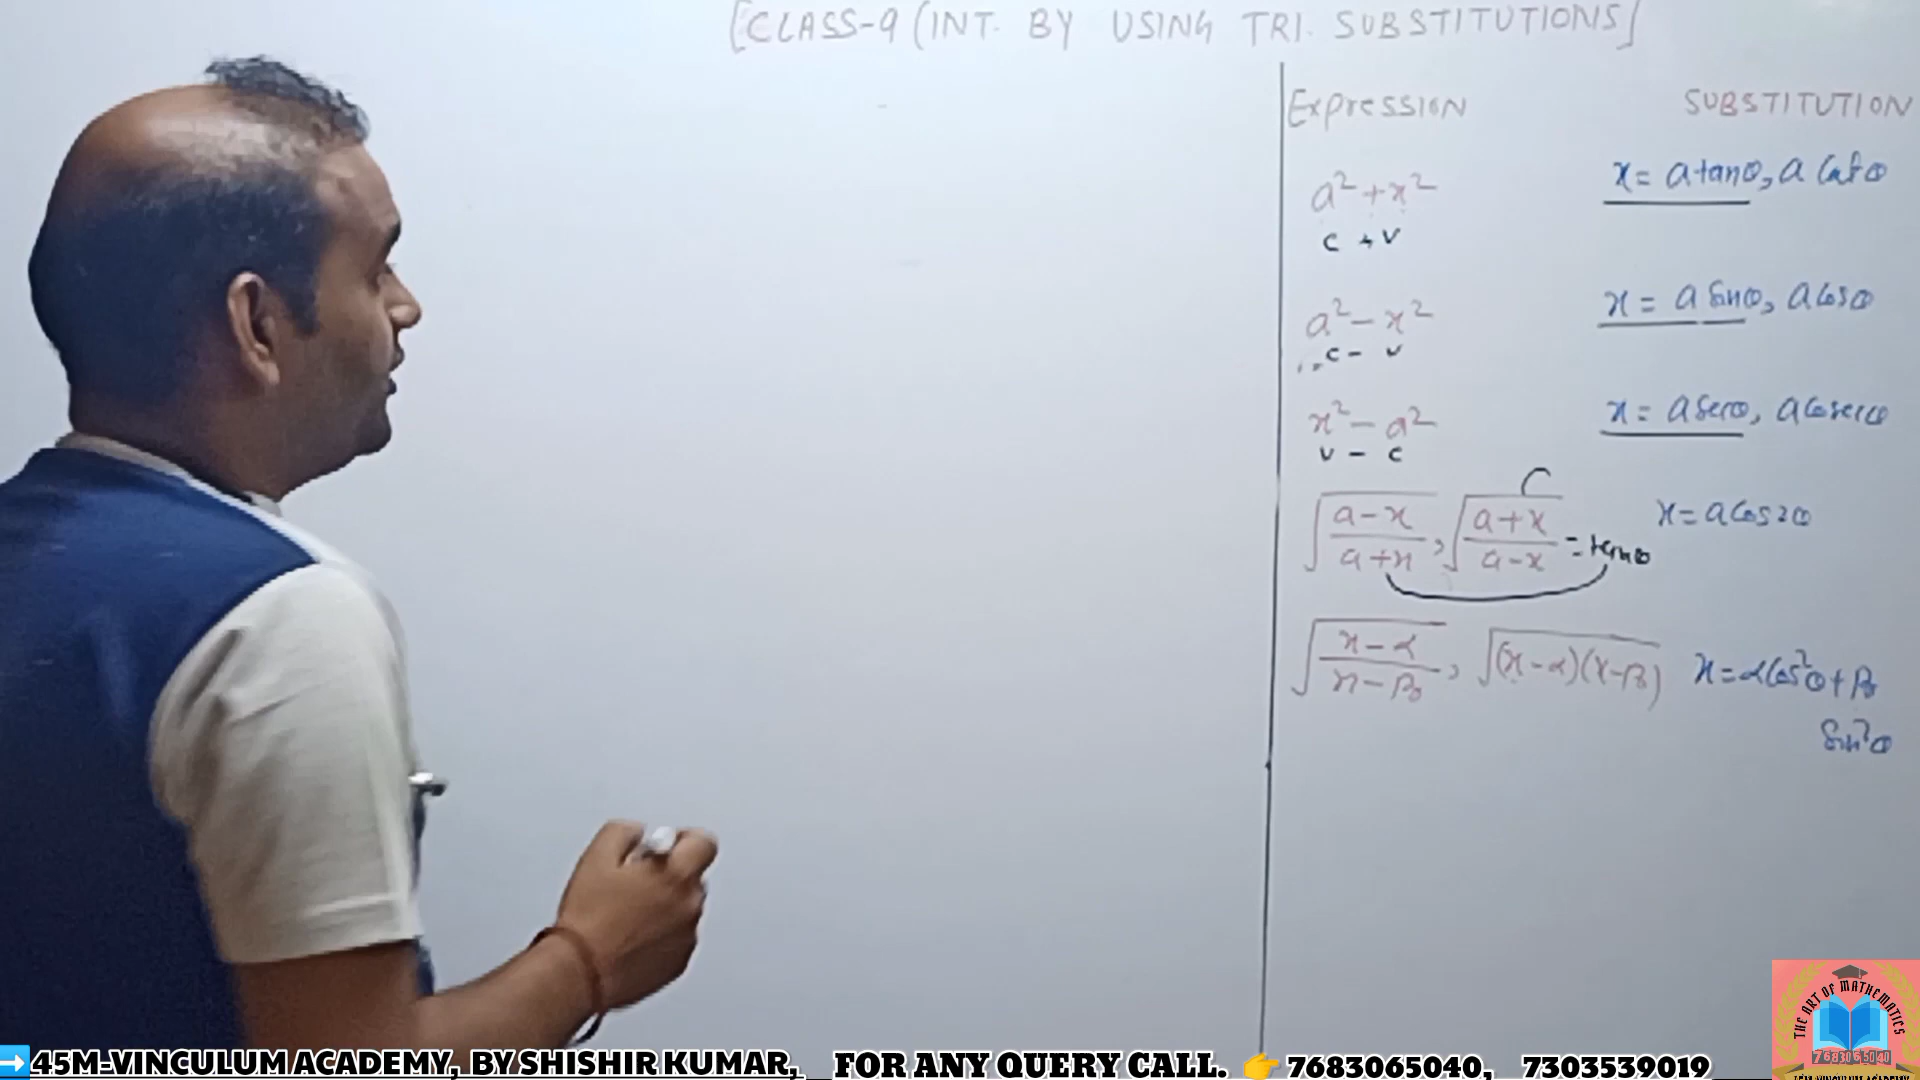 [CLASS-9 (INT. BY USING TRI. SUBSTITUTIONS]
Expression SUBSTITUTION
a²+x² x = a tanθ, a Cotθ
C + V
a²-x² x = a Sinθ, a Cosθ
C - V
x²-a² x = a Secθ, a Cosecθ
V - C
C
√(a-x)/(a+x), √(a+x)/(a-x) = tanθ x = a Cos2θ
√(x-α)/(x-β), √(x-α)(x-β) x = αCos²θ + β
Sin²θ
THE ART OF MATHEMATICS
7683065040
45M-VINCULUM ACADEMY, BY SHISHIR KUMAR, FOR ANY QUERY CALL. 👉 7683065040, 7303539019